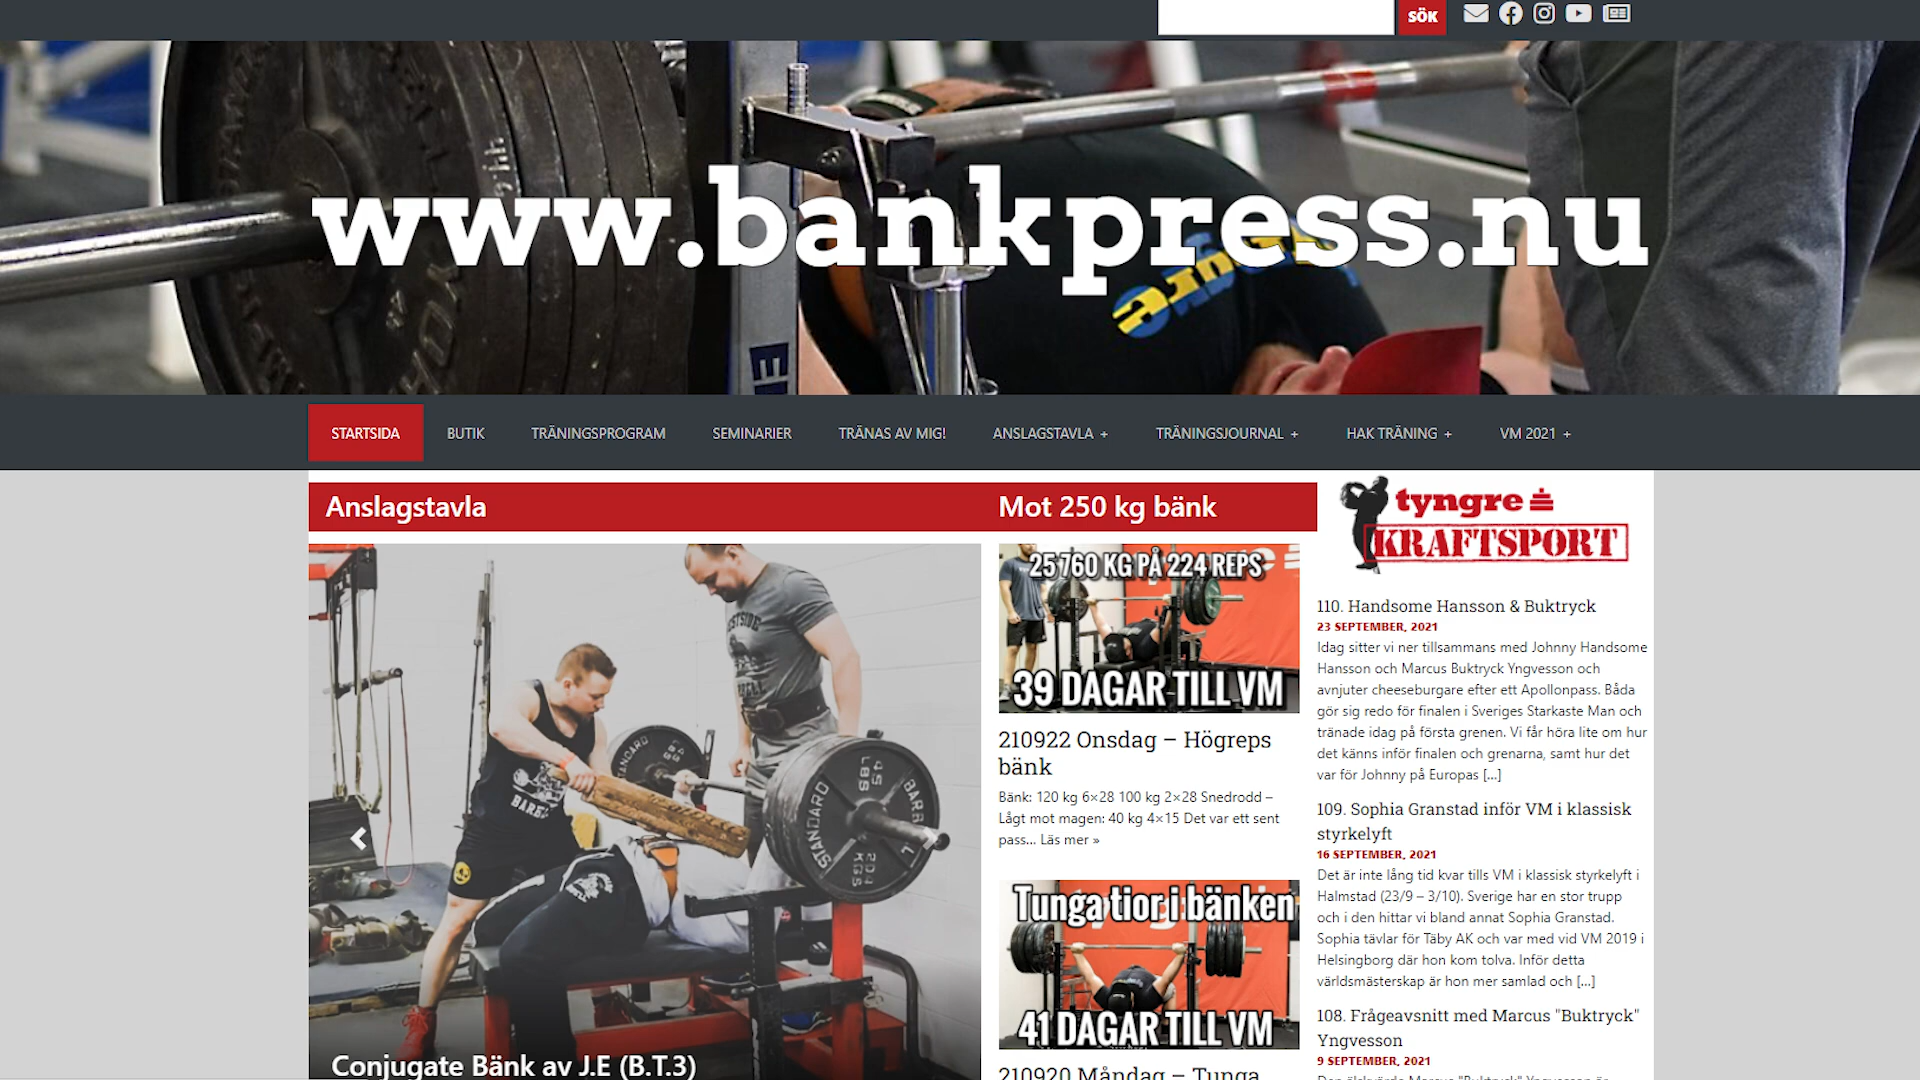 SÖK
www.bankpress.nu
STARTSIDA
BUTIK
TRÄNINGSPROGRAM
SEMINARIER
TRÄNAS AV MIG!
ANSLAGSTAVLA +
TRÄNINGSJOURNAL +
HAK TRÄNING +
VM 2021 +
Anslagstavla
STANDARD
BARBELL
45 LBS
STANDARD
Conjugate Bänk av J.E (B.T.3)
Mot 250 kg bänk
25 760 KG PÅ 224 REPS
39 DAGAR TILL VM
210922 Onsdag – Högreps
bänk
Bänk: 120 kg 6×28 100 kg 2×28 Snedrodd –
Lågt mot magen: 40 kg 4×15 Det var ett sent
pass... Läs mer »
Tunga tior i bänken
41 DAGAR TILL VM
210920 Måndag – Tunga
tyngre
KRAFTSPORT
110. Handsome Hansson & Buktryck
23 SEPTEMBER, 2021
Idag sitter vi ner tillsammans med Johnny Handsome
Hansson och Marcus Buktryck Yngvesson och
avnjuter cheeseburgare efter ett Apollonpass. Båda
gör sig redo för finalen i Sveriges Starkaste Man och
tränade idag på första grenen. Vi får höra lite om hur
det känns inför finalen och grenarna, samt hur det
var för Johnny på Europas [...]
109. Sophia Granstad inför VM i klassisk
styrkelyft
16 SEPTEMBER, 2021
Det är inte lång tid kvar tills VM i klassisk styrkelyft i
Halmstad (23/9 – 3/10). Sverige har en stor trupp
och i den hittar vi bland annat Sophia Granstad.
Sophia tävlar för Täby AK och var med vid VM 2019 i
Helsingborg där hon kom tolva. Inför detta
världsmästerskap är hon mer samlad och [...]
108. Frågeavsnitt med Marcus "Buktryck"
Yngvesson
9 SEPTEMBER, 2021